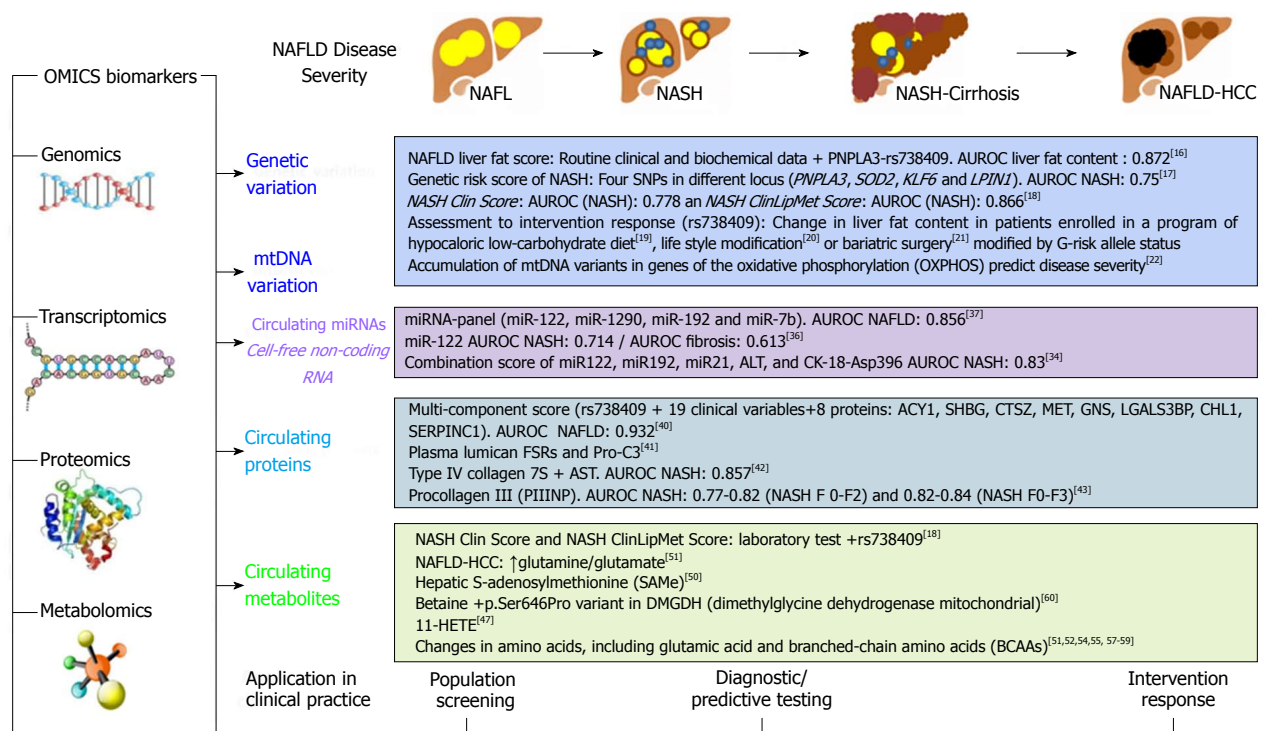 NAFLD Disease
Severity
NAFL
NASH
NASH-Cirrhosis
NAFLD-HCC
OMICS biomarkers
Genomics
Transcriptomics
Proteomics
Metabolomics
Genetic
variation
mtDNA
variation
NAFLD liver fat score: Routine clinical and biochemical data + PNPLA3-rs738409. AUROC liver fat content : 0.872[16]
Genetic risk score of NASH: Four SNPs in different locus (PNPLA3, SOD2, KLF6 and LPIN1). AUROC NASH: 0.75[17]
NASH Clin Score: AUROC (NASH): 0.778 an NASH ClinLipMet Score: AUROC (NASH): 0.866[18]
Assessment to intervention response (rs738409): Change in liver fat content in patients enrolled in a program of
hypocaloric low-carbohydrate diet[19], life style modification[20] or bariatric surgery[21] modified by G-risk allele status
Accumulation of mtDNA variants in genes of the oxidative phosphorylation (OXPHOS) predict disease severity[22]
Circulating miRNAs
Cell-free non-coding
RNA
miRNA-panel (miR-122, miR-1290, miR-192 and miR-7b). AUROC NAFLD: 0.856[37]
miR-122 AUROC NASH: 0.714 / AUROC fibrosis: 0.613[36]
Combination score of miR122, miR192, miR21, ALT, and CK-18-Asp396 AUROC NASH: 0.83[34]
Circulating
proteins
Multi-component score (rs738409 + 19 clinical variables+8 proteins: ACY1, SHBG, CTSZ, MET, GNS, LGALS3BP, CHL1,
SERPINC1). AUROC NAFLD: 0.932[40]
Plasma lumican FSRs and Pro-C3[41]
Type IV collagen 7S + AST. AUROC NASH: 0.857[42]
Procollagen III (PIIINP). AUROC NASH: 0.77-0.82 (NASH F 0-F2) and 0.82-0.84 (NASH F0-F3)[43]
Circulating
metabolites
NASH Clin Score and NASH ClinLipMet Score: laboratory test +rs738409[18]
NAFLD-HCC: ↑glutamine/glutamate[51]
Hepatic S-adenosylmethionine (SAMe)[50]
Betaine +p.Ser646Pro variant in DMGDH (dimethylglycine dehydrogenase mitochondrial)[60]
11-HETE[47]
Changes in amino acids, including glutamic acid and branched-chain amino acids (BCAAs)[51,52,54,55, 57-59]
Application in
clinical practice
Population
screening
Diagnostic/
predictive testing
Intervention
response